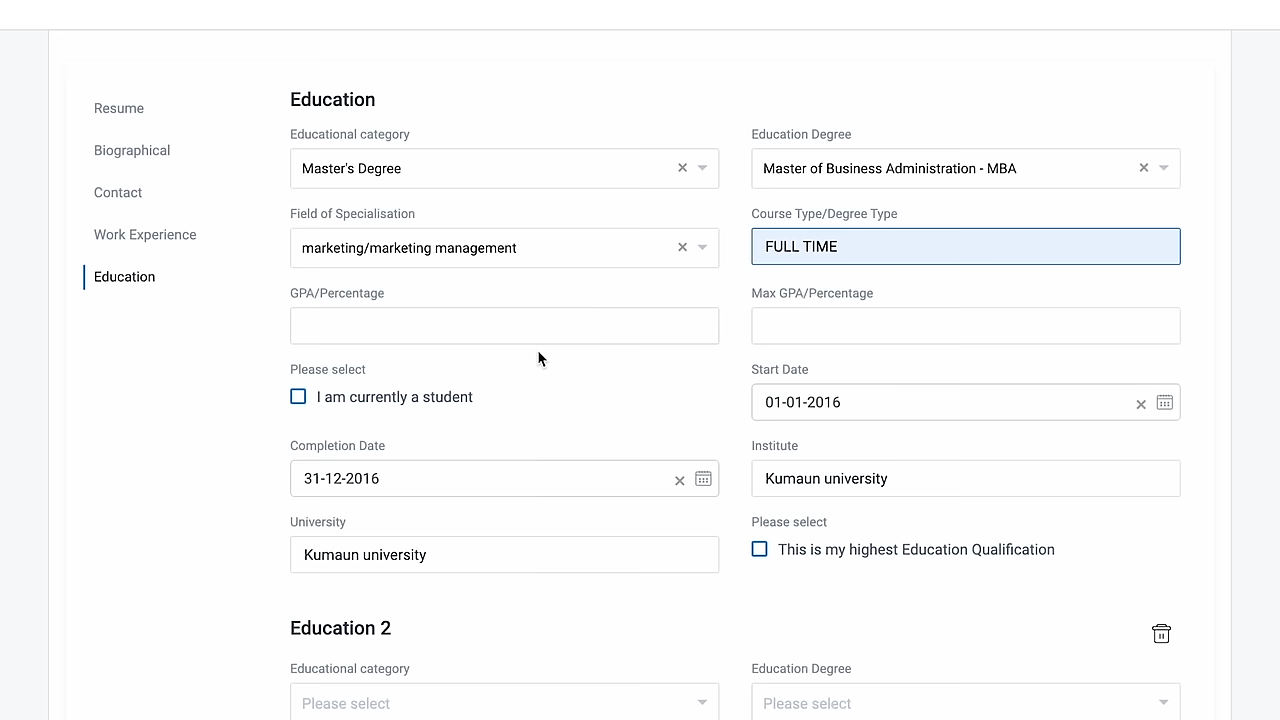 Resume
Biographical
Contact
Work Experience
Education
Education
Educational category
Education Degree
Master's Degree
Master of Business Administration - MBA
Field of Specialisation
Course Type/Degree Type
marketing/marketing management
FULL TIME
GPA/Percentage
Max GPA/Percentage
Please select
Start Date
I am currently a student
01-01-2016
Completion Date
Institute
31-12-2016
Kumaun university
University
Please select
Kumaun university
This is my highest Education Qualification
Education 2
Educational category
Education Degree
Please select
Please select